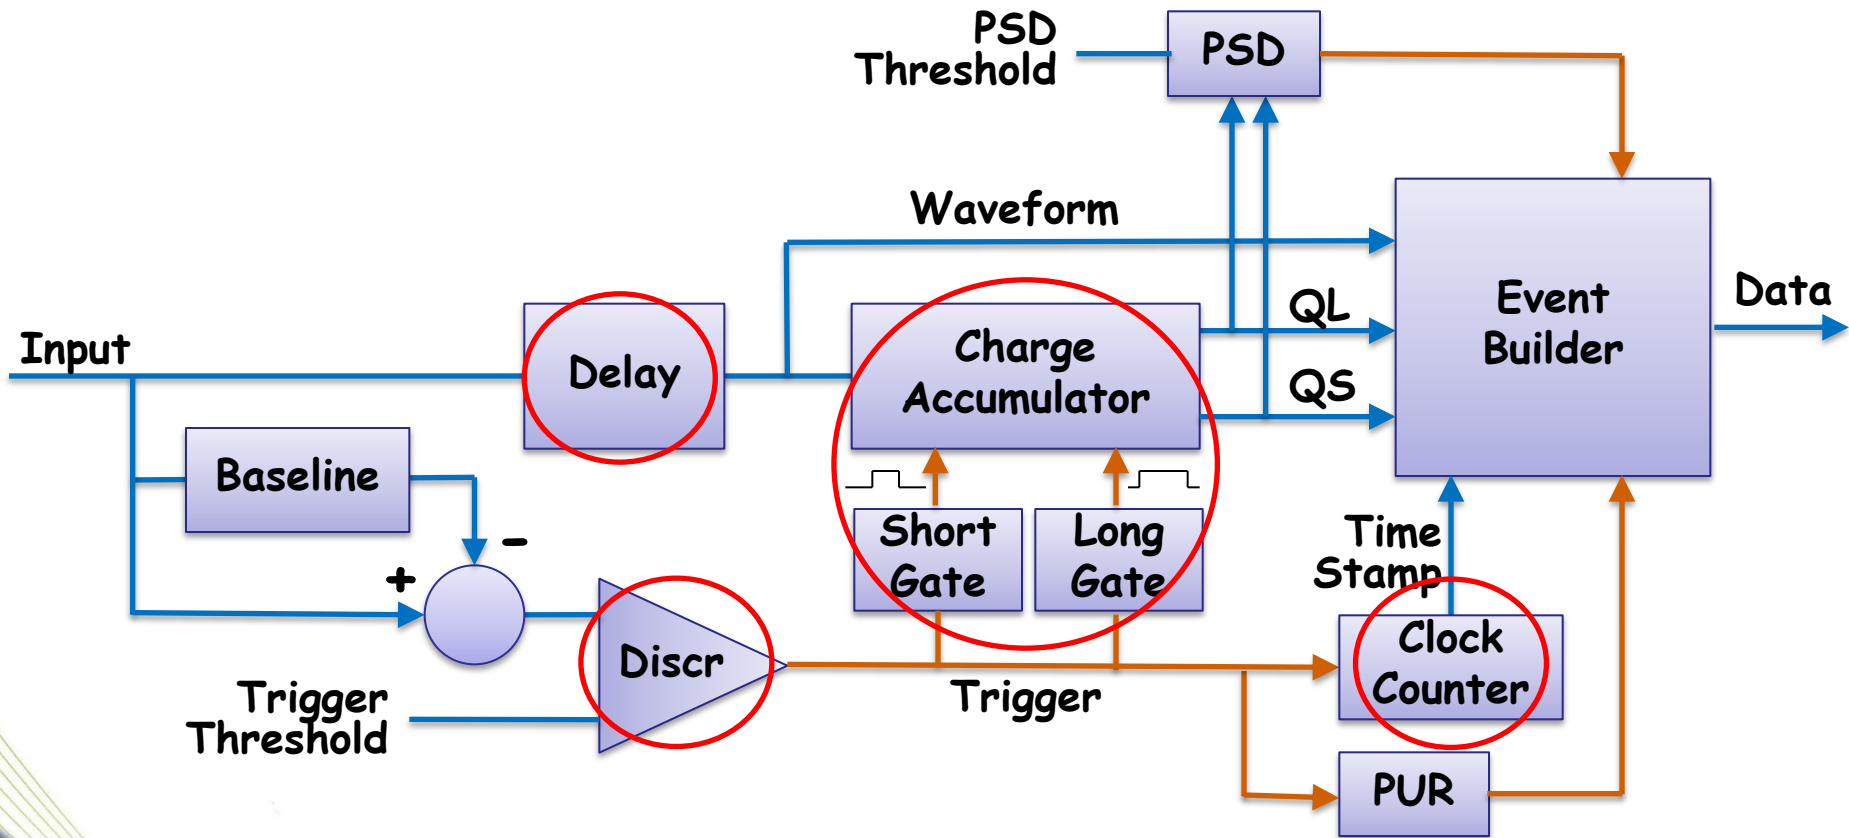 PSD
Threshold
PSD
Waveform
Input
Delay
Charge
Accumulator
QL
QS
Event
Builder
Data
Baseline
-
+
Short
Gate
Long
Gate
Time
Stamp
Discr
Trigger
Threshold
Trigger
Clock
Counter
PUR